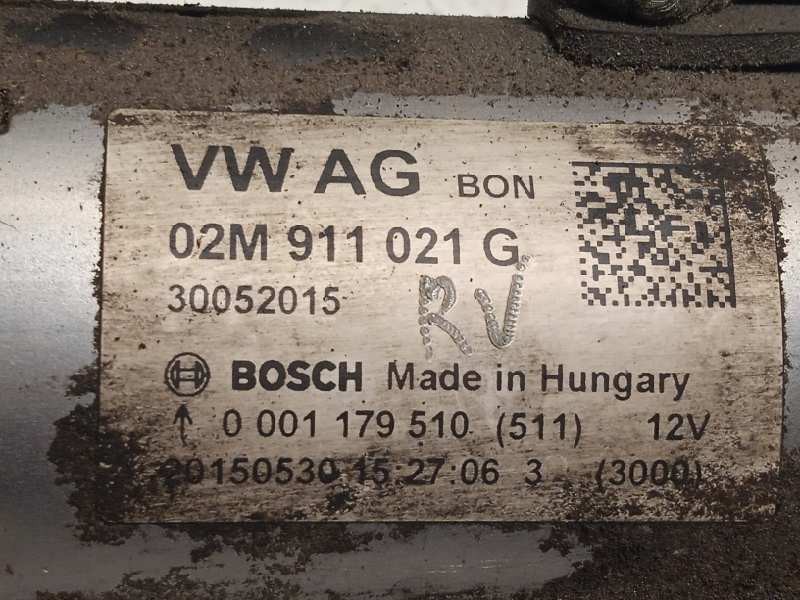 VW AG BON
02M 911 021 G
30052015
RV
BOSCH Made in Hungary
↑ 0 001 179 510 (511) 12V
20150530 15:27:06 3 (3000)